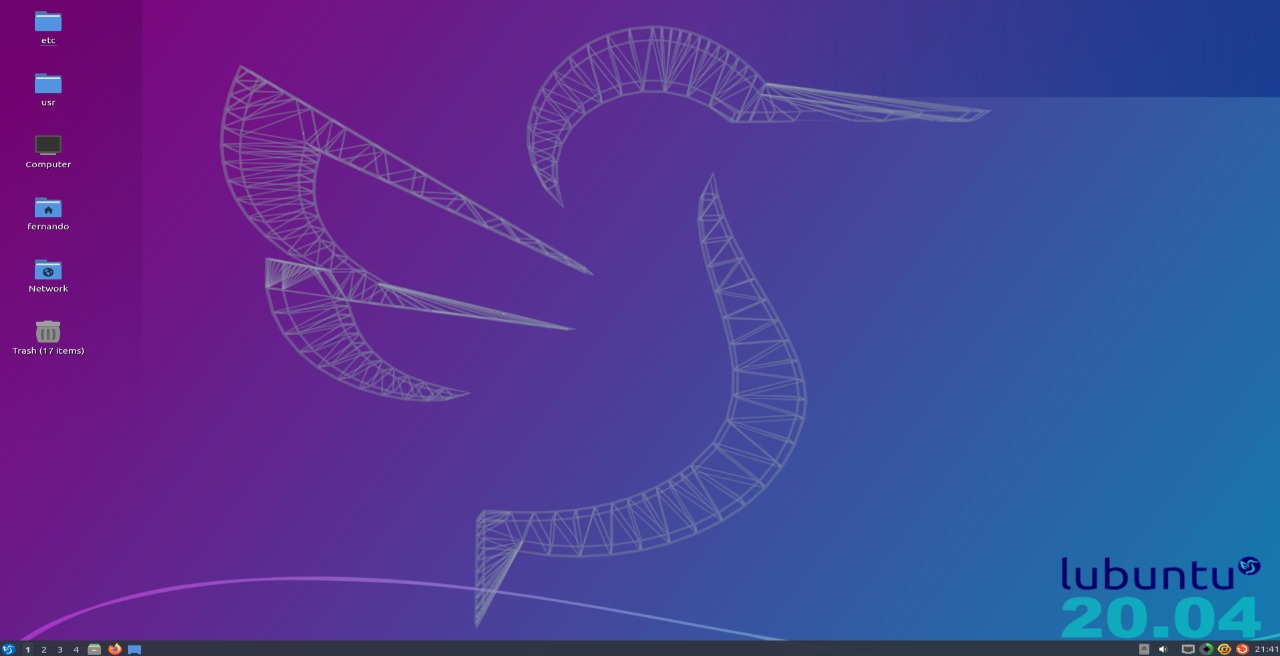 etc
usr
Computer
fernando
Network
Trash (17 items)
lubuntu
20.04
1 2 3 4
21:41